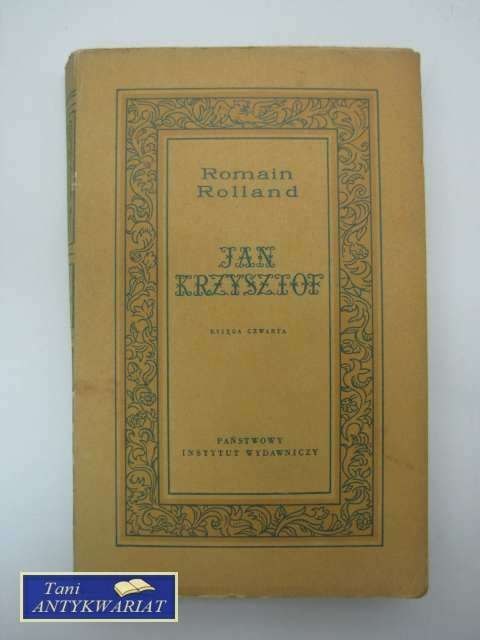 Romain
Rolland
JAN
KRZYSZTOF
KSIĘGA CZWARTA
PAŃSTWOWY
INSTYTUT WYDAWNICZY
Tani
ANTYKWARIAT